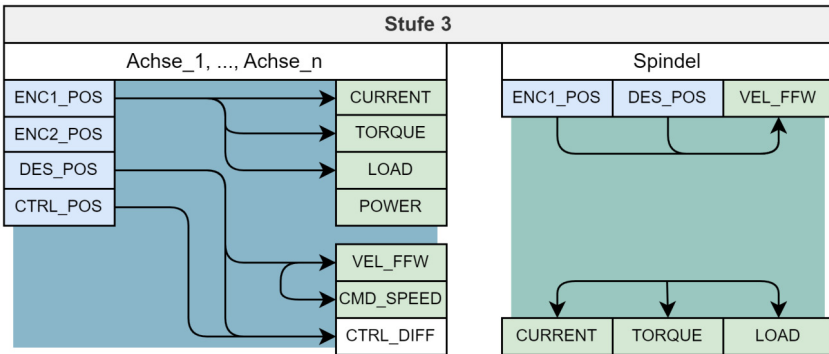 Stufe 3
Achse_1, ..., Achse_n
ENC1_POS
ENC2_POS
DES_POS
CTRL_POS
CURRENT
TORQUE
LOAD
POWER
VEL_FFW
CMD_SPEED
CTRL_DIFF
Spindel
ENC1_POS DES_POS VEL_FFW
CURRENT TORQUE LOAD